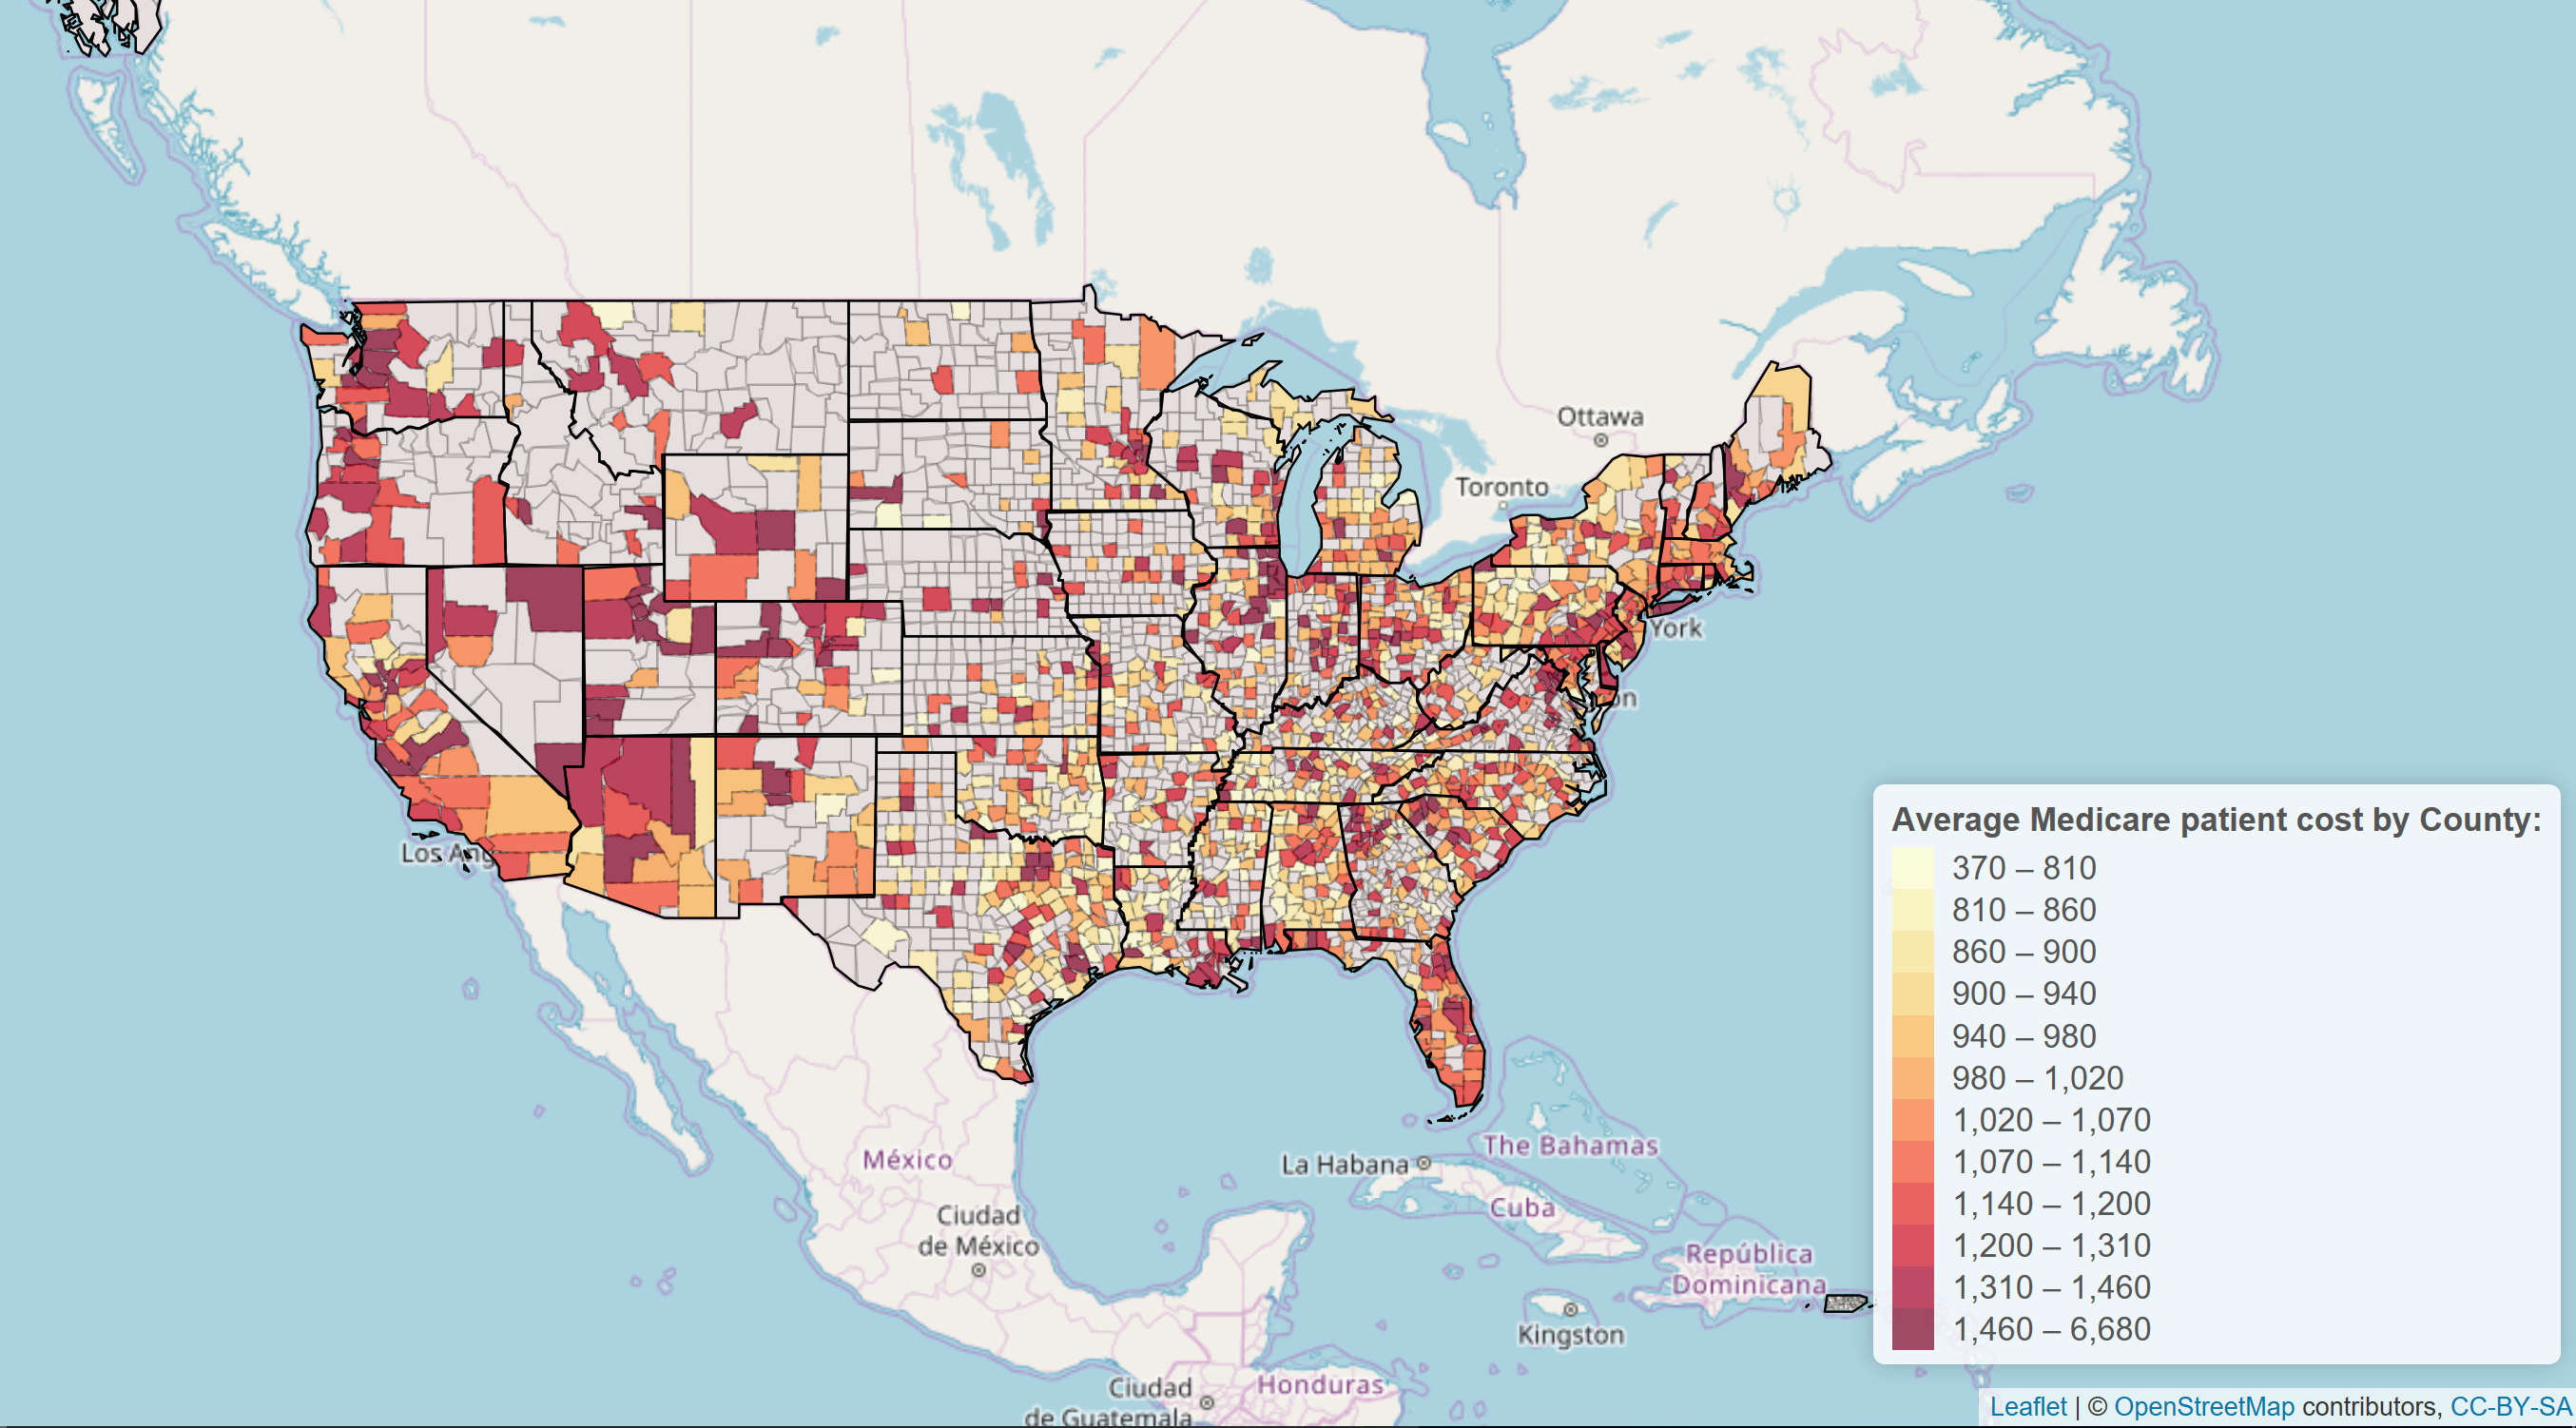 Ottawa
Toronto
York
on
Los Ang
Average Medicare patient cost by County:
370 – 810
810 – 860
860 – 900
900 – 940
940 – 980
980 – 1,020
1,020 – 1,070
1,070 – 1,140
1,140 – 1,200
1,200 – 1,310
1,310 – 1,460
1,460 – 6,680
México
La Habana
The Bahamas
Cuba
Ciudad
de México
República
Dominicana
Kingston
Ciudad
de Guatemala
Honduras
Leaflet | © OpenStreetMap contributors, CC-BY-SA